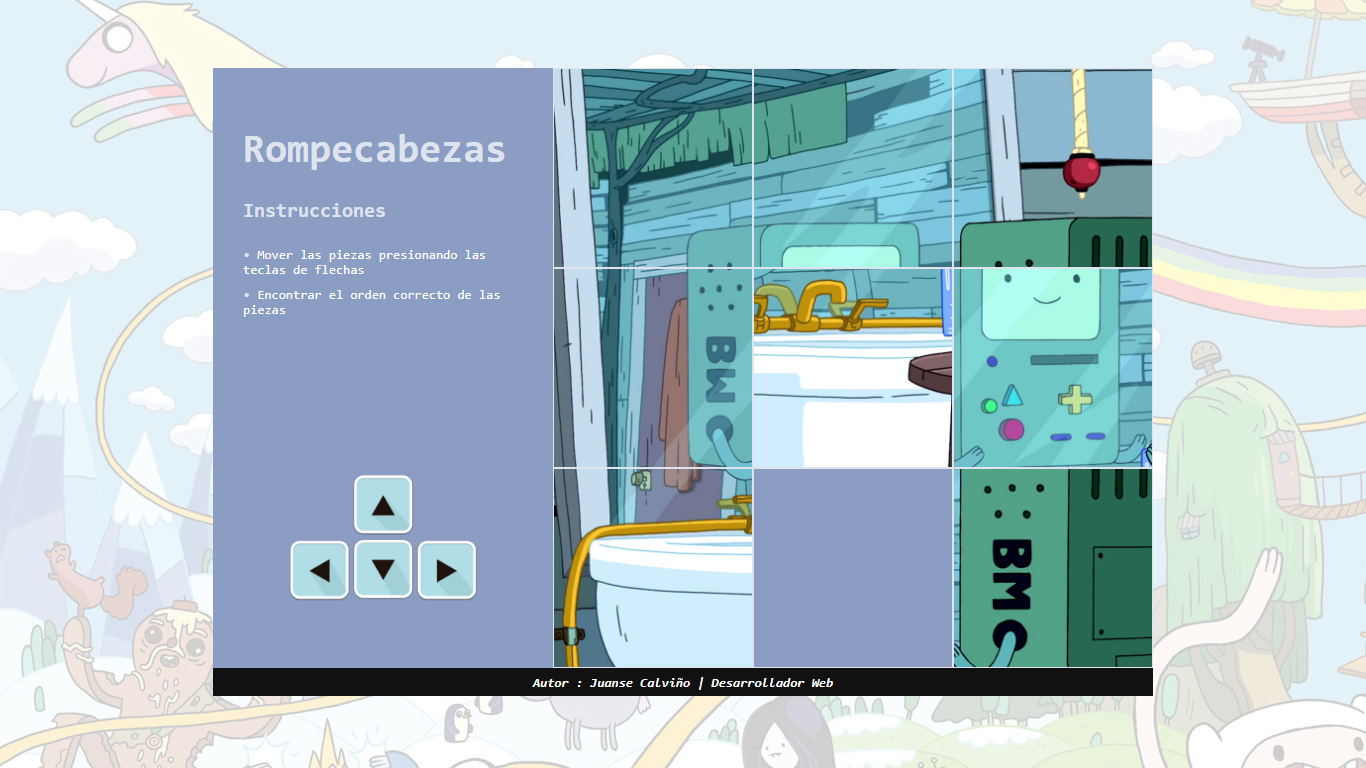 Rompecabezas
Instrucciones
• Mover las piezas presionando las
teclas de flechas
• Encontrar el orden correcto de las
piezas
BMO
BMO
Autor : Juanse Calviño | Desarrollador Web